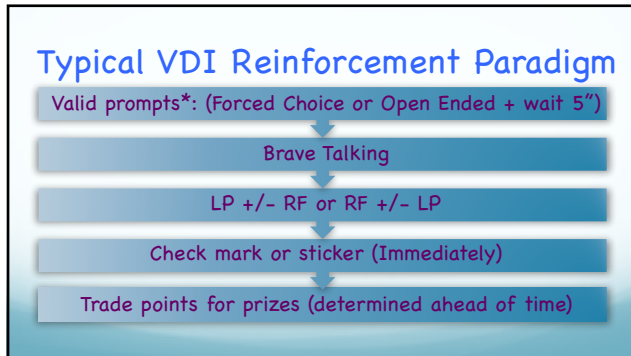 Typical VDI Reinforcement Paradigm
Valid prompts*: (Forced Choice or Open Ended + wait 5”)
Brave Talking
LP +/- RF or RF +/- LP
Check mark or sticker (Immediately)
Trade points for prizes (determined ahead of time)